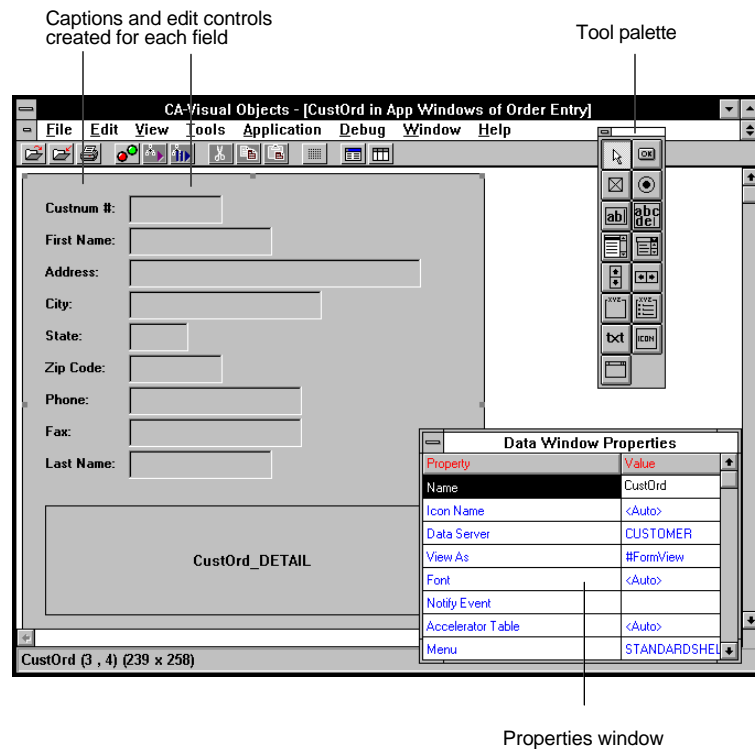 Captions and edit controls
created for each field
Tool palette
CA-Visual Objects - [CustOrd in App Windows of Order Entry]
File Edit View Tools Application Debug Window Help
OK
ab|
abc
def
XYZ
XYZ
txt
ICON
Custnum #:
First Name:
Address:
City:
State:
Zip Code:
Phone:
Fax:
Last Name:
CustOrd_DETAIL
Data Window Properties
Property Value
Name CustOrd
Icon Name <Auto>
Data Server CUSTOMER
View As #FormView
Font <Auto>
Notify Event
Accelerator Table <Auto>
Menu STANDARDSHEL
CustOrd (3 , 4) (239 x 258)
Properties window